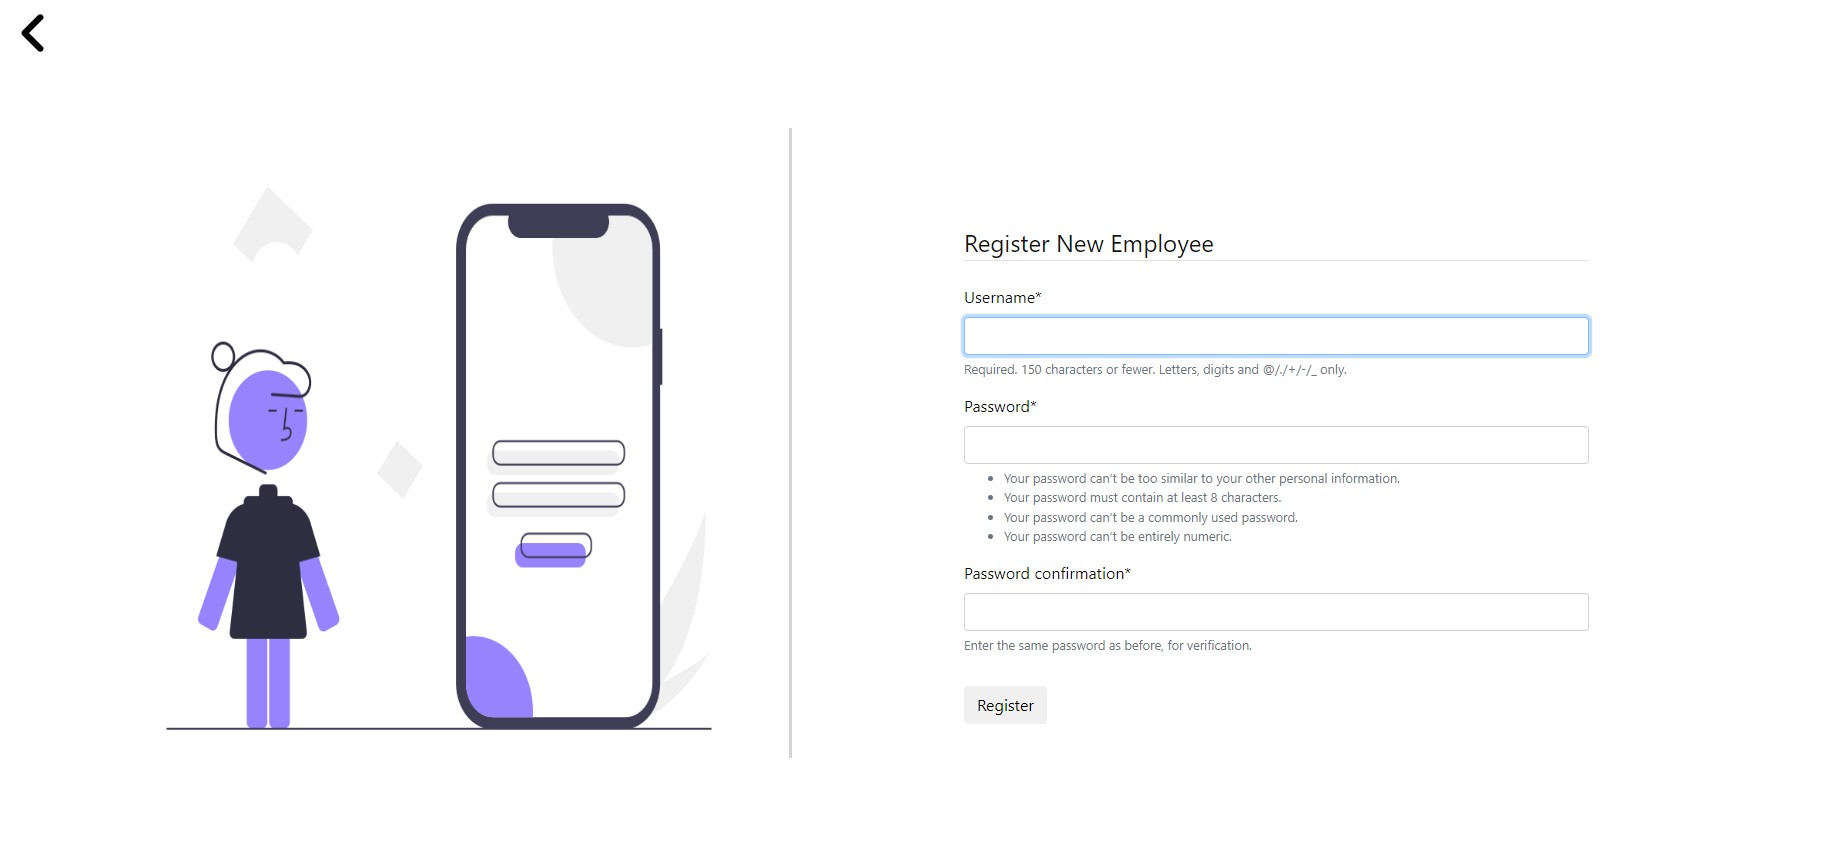 Register New Employee
Username*
Required. 150 characters or fewer. Letters, digits and @/./+/-/_ only.
Password*
Your password can't be too similar to your other personal information.
Your password must contain at least 8 characters.
Your password can't be a commonly used password.
Your password can't be entirely numeric.
Password confirmation*
Enter the same password as before, for verification.
Register